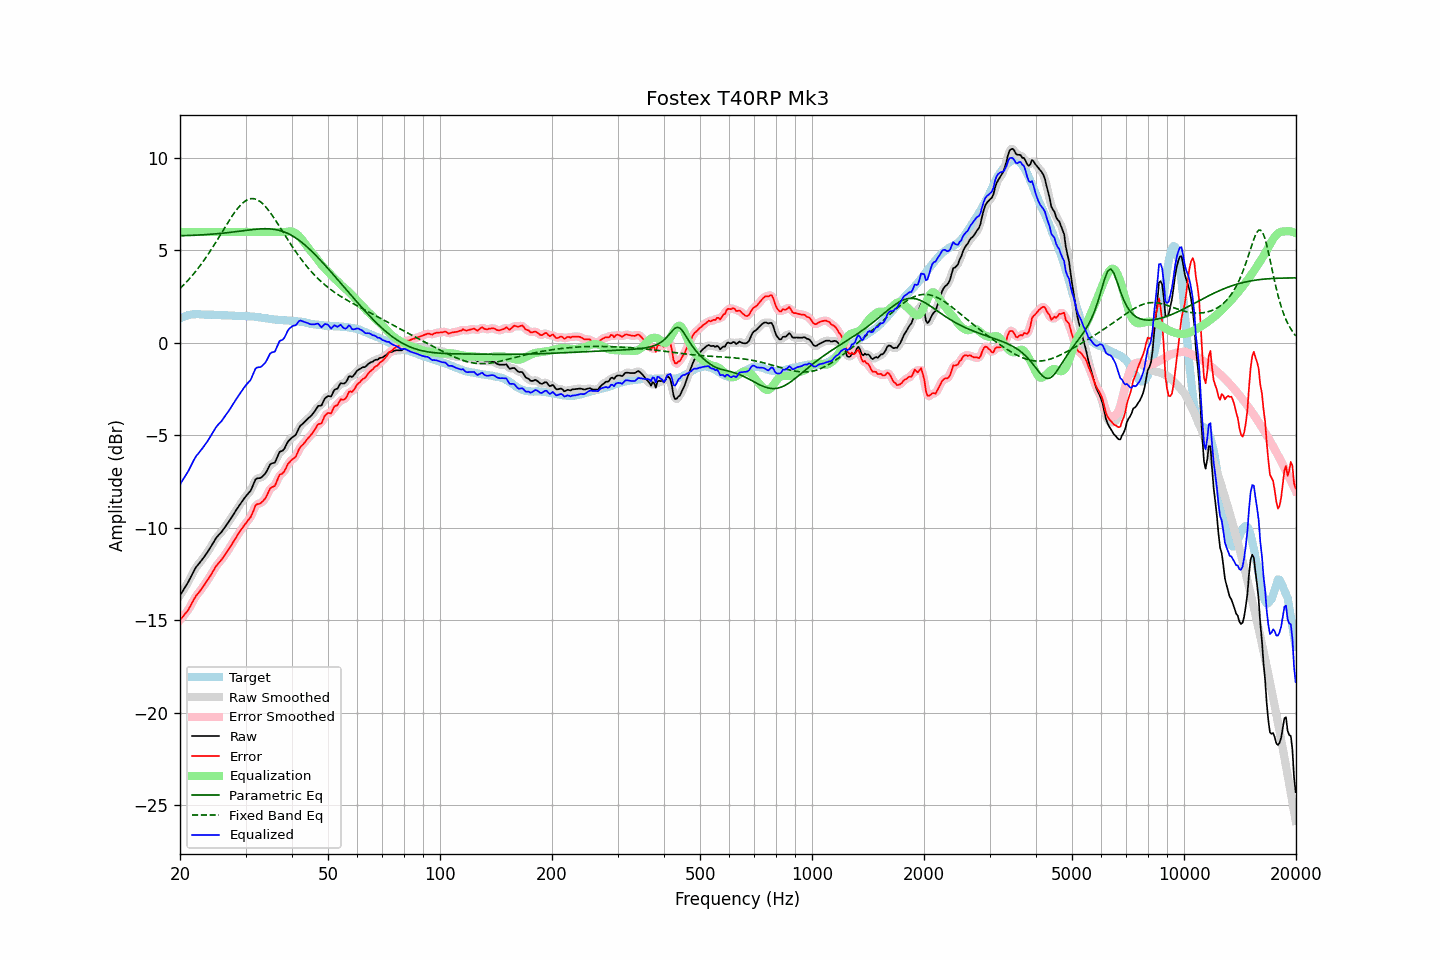 Fostex T40RP Mk3
Amplitude (dBr)
10
5
0
−5
−10
−15
−20
−25
Target
Raw Smoothed
Error Smoothed
Raw
Error
Equalization
Parametric Eq
Fixed Band Eq
Equalized
20 50 100 200 500 1000 2000 5000 10000 20000
Frequency (Hz)